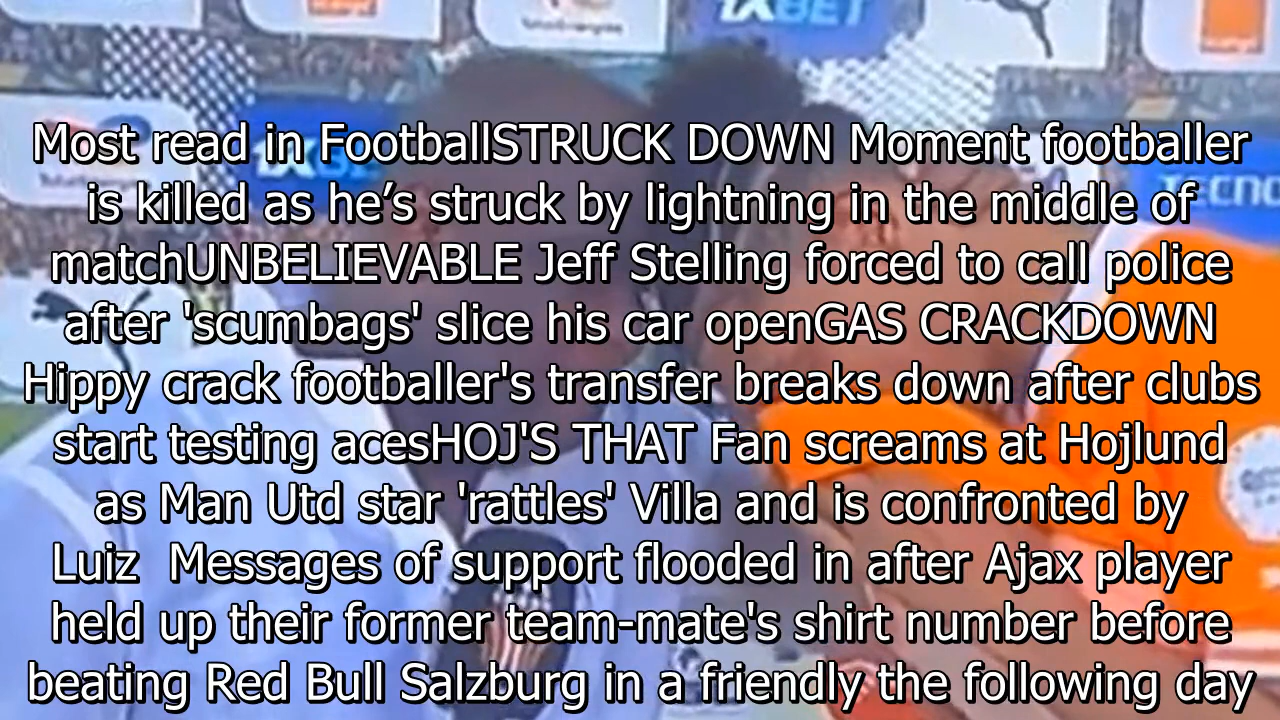 1XBET
orange
Most read in FootballSTRUCK DOWN Moment footballer
is killed as he’s struck by lightning in the middle of
matchUNBELIEVABLE Jeff Stelling forced to call police
after 'scumbags' slice his car openGAS CRACKDOWN
Hippy crack footballer's transfer breaks down after clubs
start testing acesHOJ'S THAT Fan screams at Hojlund
as Man Utd star 'rattles' Villa and is confronted by
Luiz  Messages of support flooded in after Ajax player
held up their former team-mate's shirt number before
beating Red Bull Salzburg in a friendly the following day
TECNO